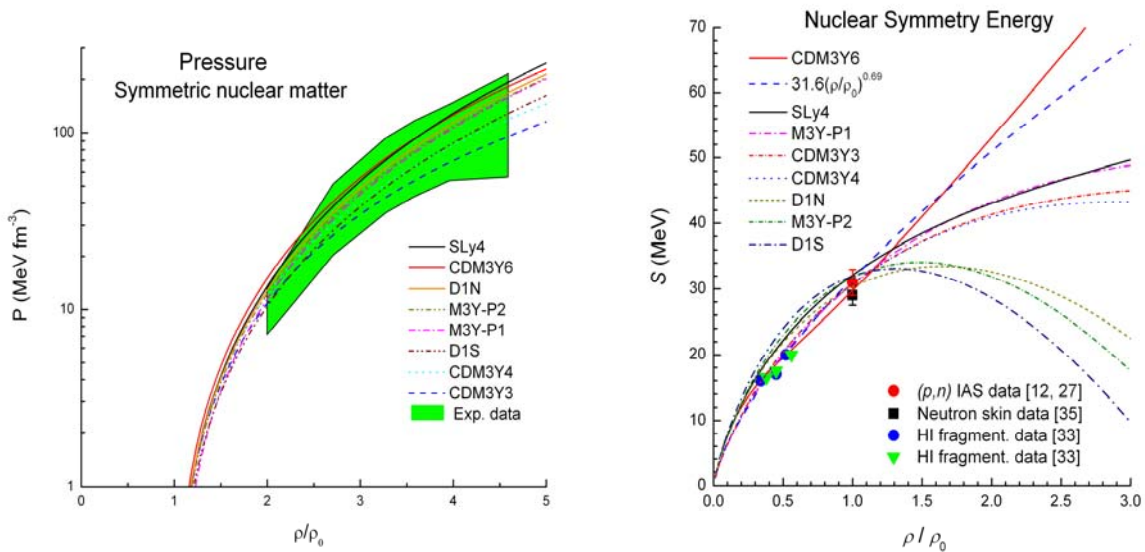 Pressure
Symmetric nuclear matter
100
10
1
P (MeV fm⁻³)
SLy4
CDM3Y6
D1N
M3Y-P2
M3Y-P1
D1S
CDM3Y4
CDM3Y3
Exp. data
0 1 2 3 4 5
ρ/ρ₀
Nuclear Symmetry Energy
70
60
50
40
30
20
10
0
S (MeV)
CDM3Y6
31.6(ρ/ρ₀)^0.69
SLy4
M3Y-P1
CDM3Y3
CDM3Y4
D1N
M3Y-P2
D1S
(p,n) IAS data [12, 27]
Neutron skin data [35]
HI fragment. data [33]
HI fragment. data [33]
0.0 0.5 1.0 1.5 2.0 2.5 3.0
ρ / ρ₀